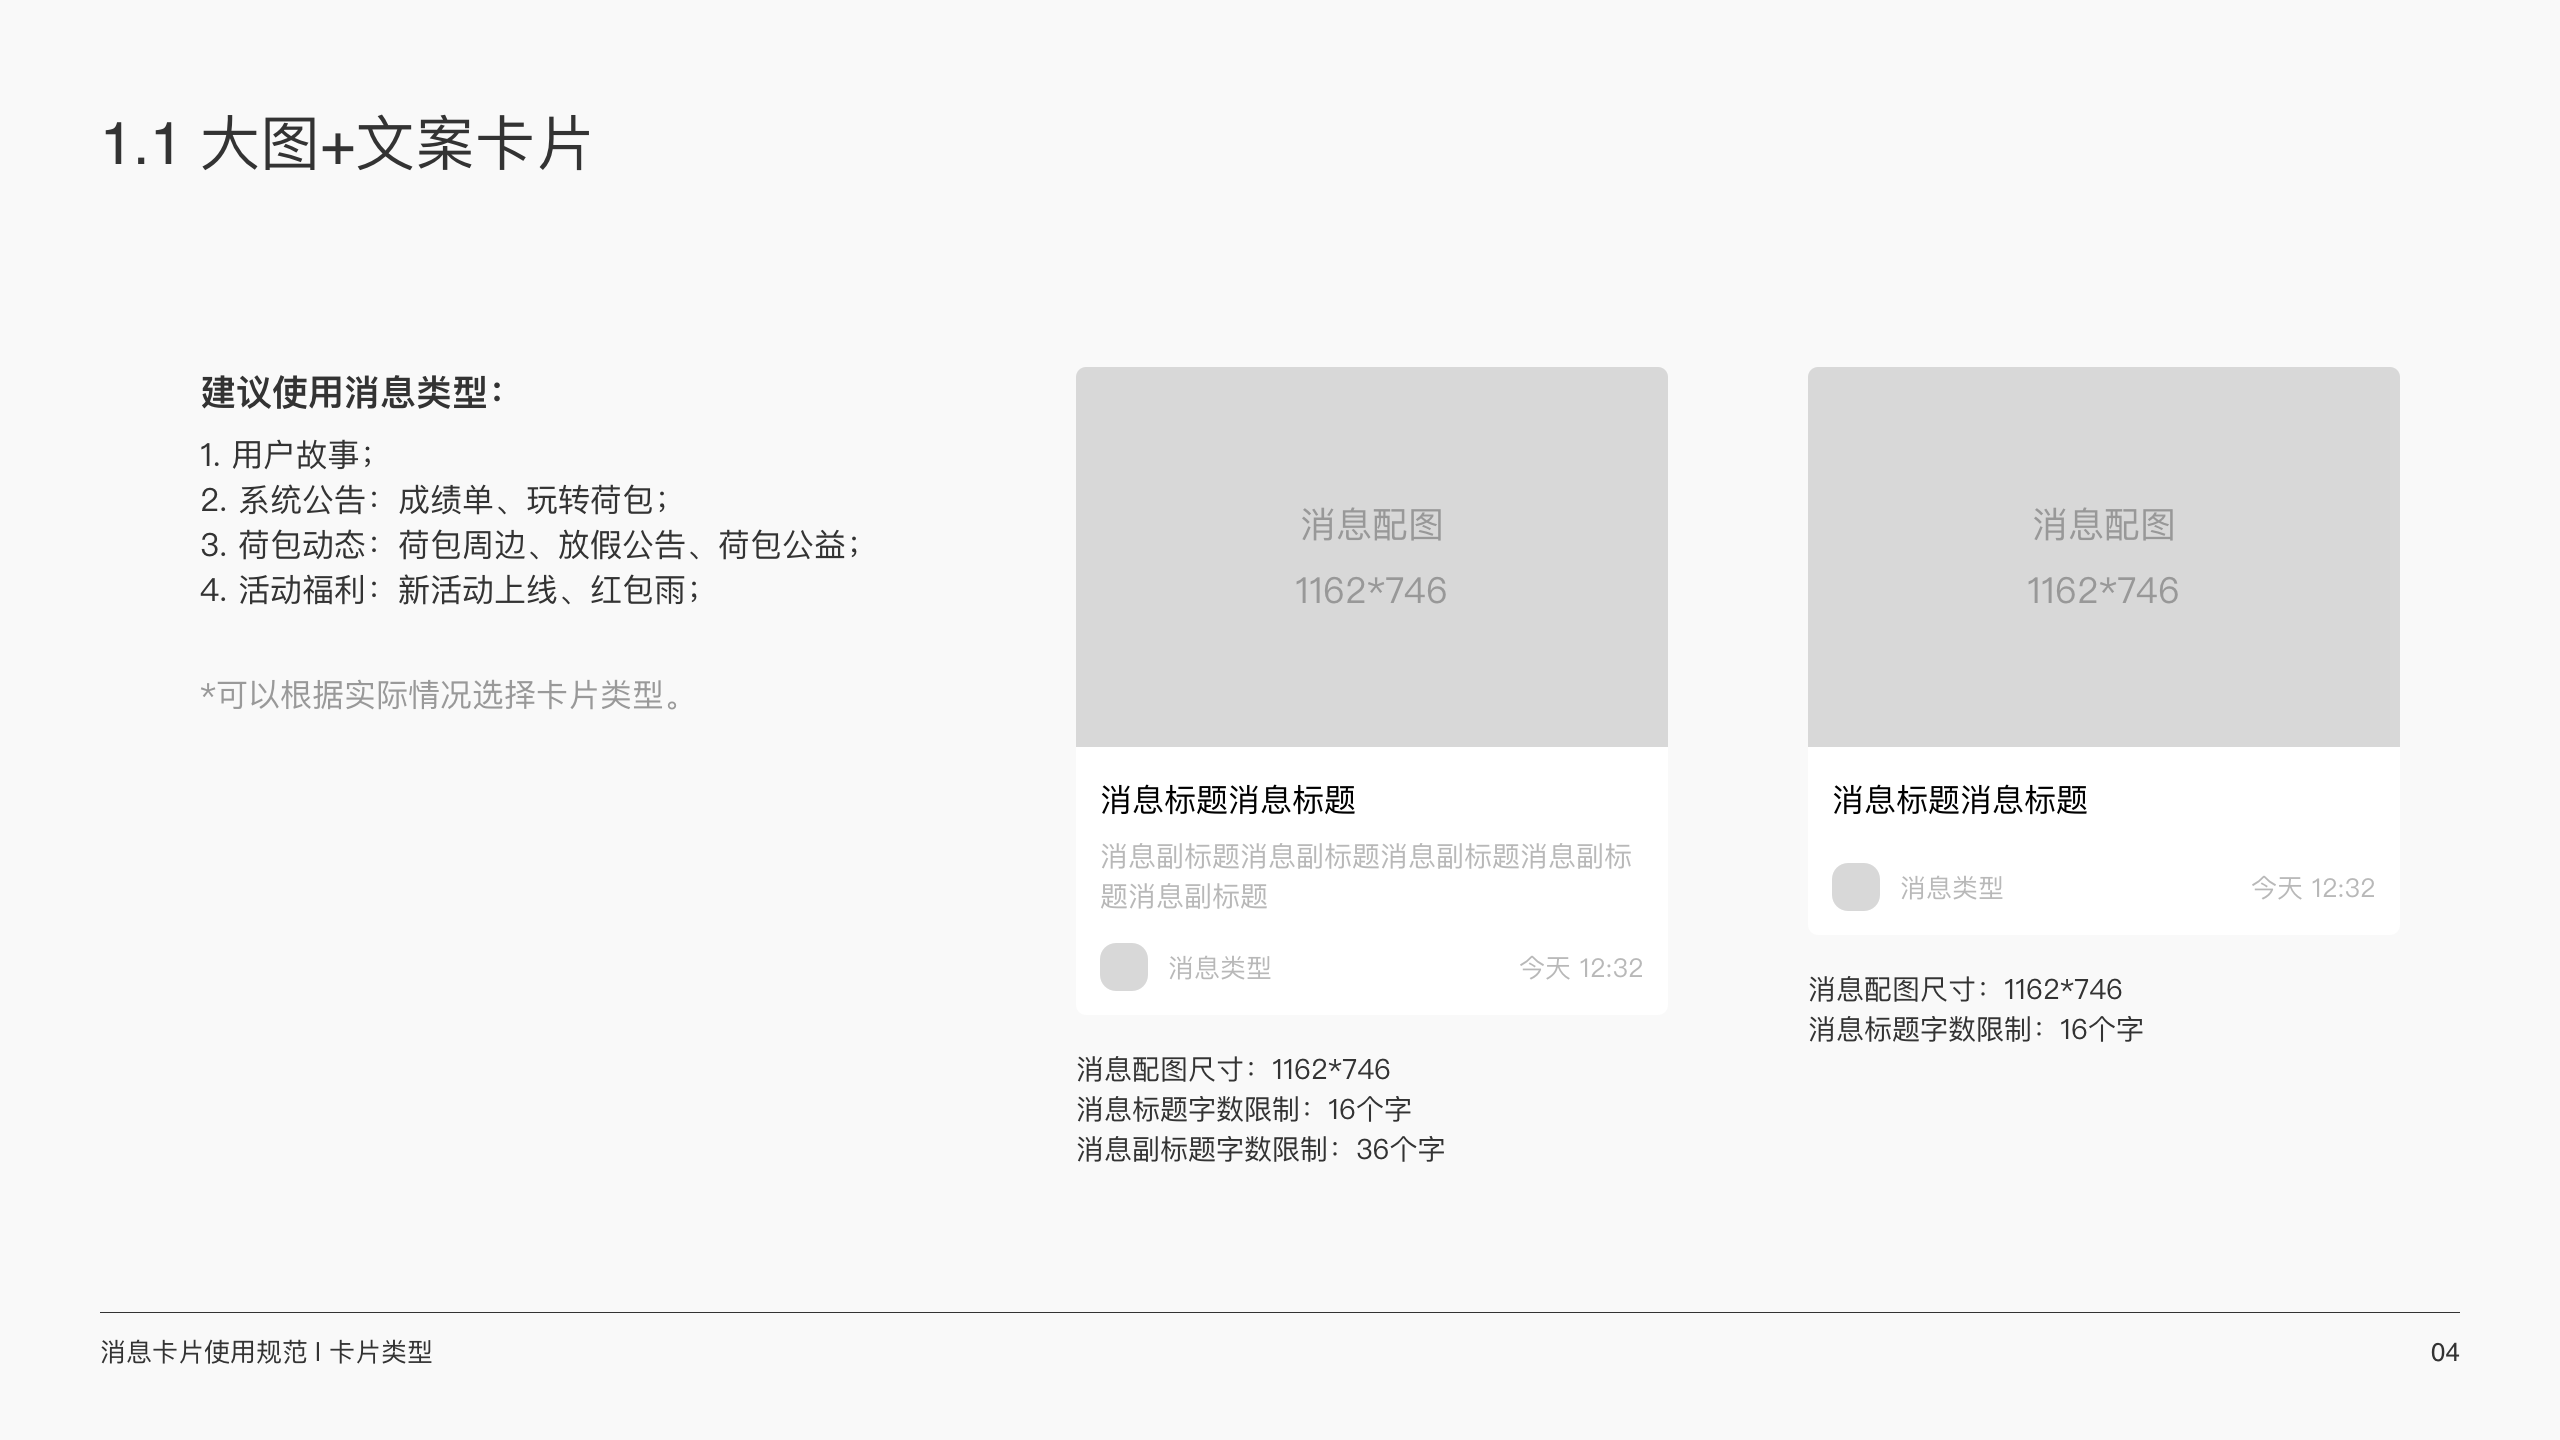 1.1 大图+文案卡片
建议使用消息类型：
1. 用户故事；
2. 系统公告：成绩单、玩转荷包；
3. 荷包动态：荷包周边、放假公告、荷包公益；
4. 活动福利：新活动上线、红包雨；
*可以根据实际情况选择卡片类型。
消息配图
1162*746
消息标题消息标题
消息副标题消息副标题消息副标题消息副标
题消息副标题
消息类型 今天 12:32
消息配图尺寸：1162*746
消息标题字数限制：16个字
消息副标题字数限制：36个字
消息配图
1162*746
消息标题消息标题
消息类型 今天 12:32
消息配图尺寸：1162*746
消息标题字数限制：16个字
消息卡片使用规范 | 卡片类型 04